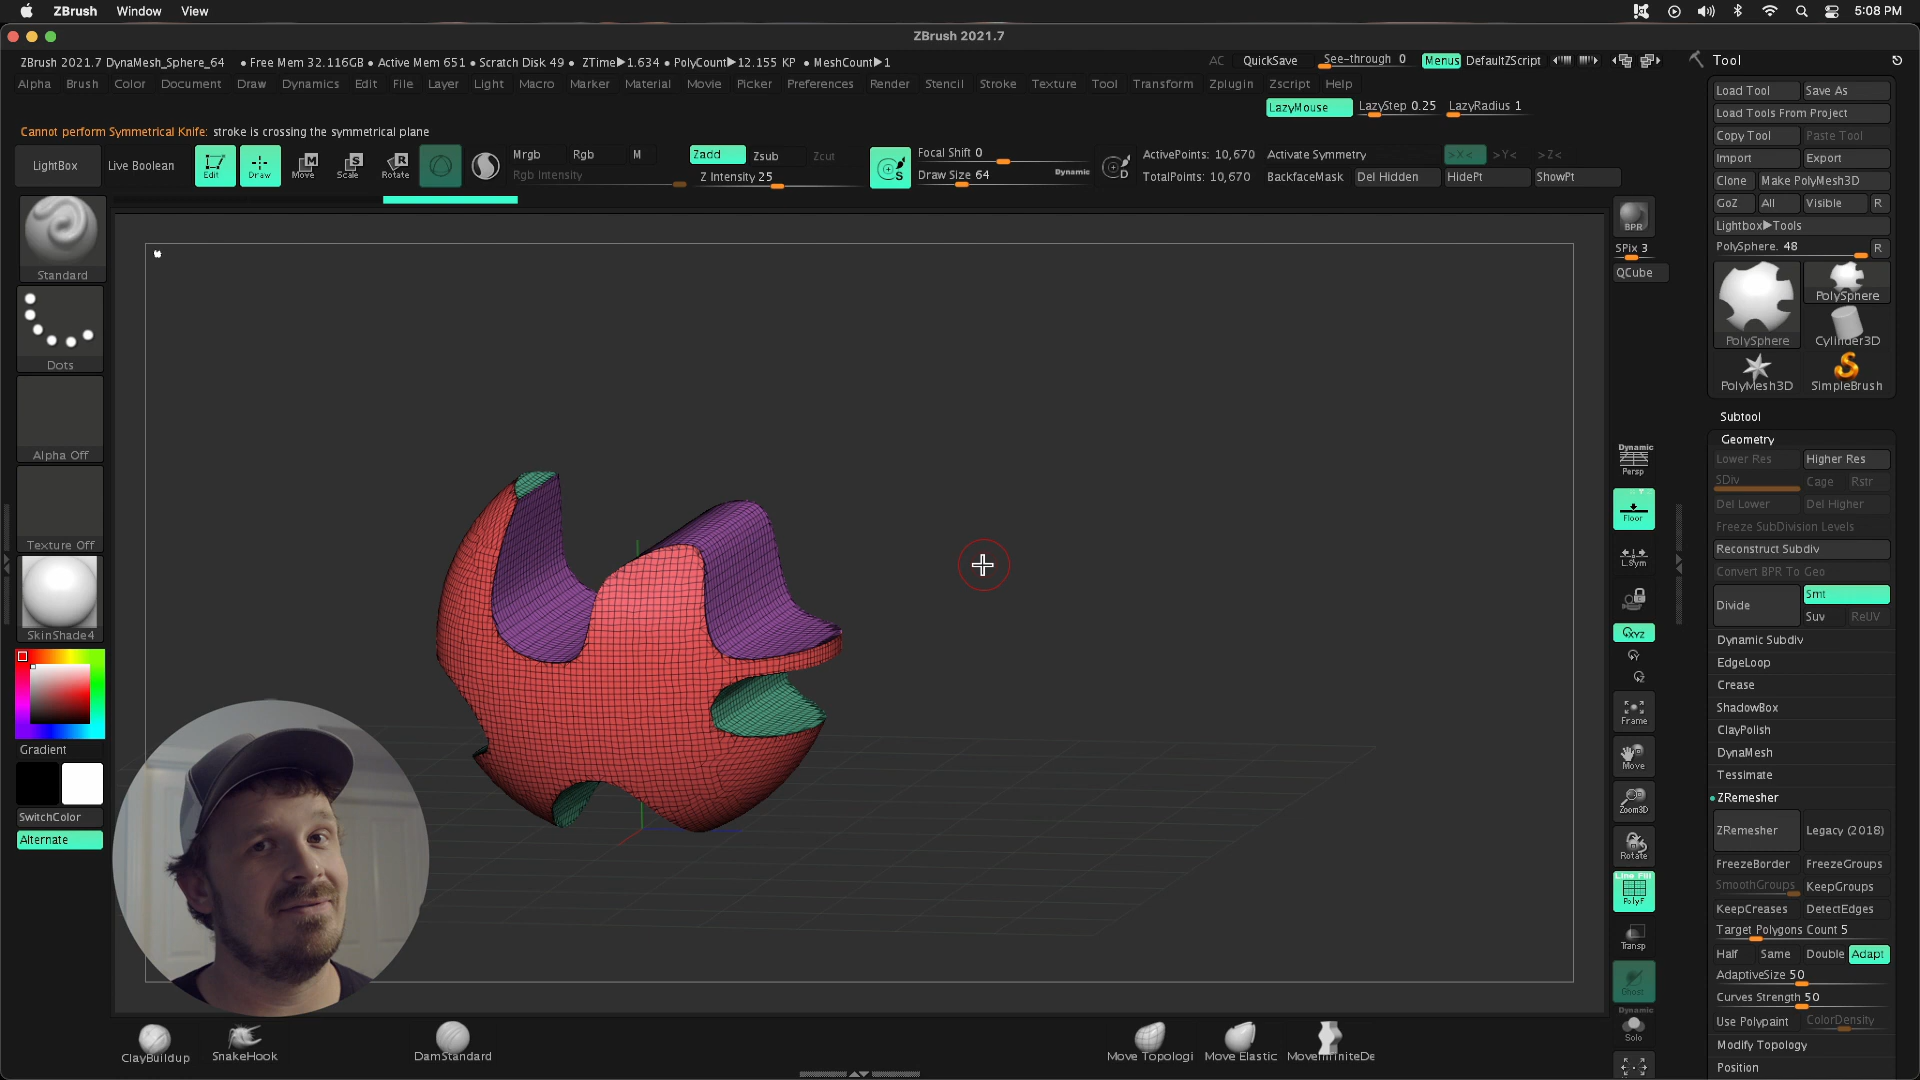 ZBrush Window View 5:08 PM
ZBrush 2021.7
ZBrush 2021.7 DynaMesh_Sphere_64 • Free Mem 32.116GB • Active Mem 651 • Scratch Disk 49 • ZTime▶1.634 • PolyCount▶12.155 KP • MeshCount▶1
AC QuickSave See-through 0 Menus DefaultZScript
Alpha Brush Color Document Draw Dynamics Edit File Layer Light Macro Marker Material Movie Picker Preferences Render Stencil Stroke Texture Tool Transform Zplugin Zscript Help
LazyMouse LazyStep 0.25 LazyRadius 1
Cannot perform Symmetrical Knife: stroke is crossing the symmetrical plane
LightBox Live Boolean Edit Draw Move Scale Rotate
Mrgb Rgb M
Rgb Intensity
Zadd Zsub Zcut
Z Intensity 25
Focal Shift 0
Draw Size 64 Dynamic
ActivePoints: 10,670 Activate Symmetry >X< >Y< >Z<
TotalPoints: 10,670 BackfaceMask Del Hidden HidePt ShowPt
Standard
Dots
Alpha Off
Texture Off
SkinShade4
Gradient
SwitchColor
Alternate
ClayBuildup SnakeHook DamStandard Move Topologi Move Elastic MoveInfiniteDe
BPR
SPix 3
QCube
Dynamic
Persp
Floor
L.Sym
XYZ
Frame
Move
Zoom3D
Rotate
Line Fill
PolyF
Transp
Ghost
Dynamic
Solo
Tool
Load Tool Save As
Load Tools From Project
Copy Tool Paste Tool
Import Export
Clone Make PolyMesh3D
GoZ All Visible R
Lightbox▶Tools
PolySphere. 48 R
PolySphere PolySphere
Cylinder3D
PolyMesh3D SimpleBrush
Subtool
Geometry
Lower Res Higher Res
SDiv Cage Rstr
Del Lower Del Higher
Freeze SubDivision Levels
Reconstruct Subdiv
Convert BPR To Geo
Divide Smt
Suv ReUV
Dynamic Subdiv
EdgeLoop
Crease
ShadowBox
ClayPolish
DynaMesh
Tessimate
ZRemesher
ZRemesher Legacy (2018)
FreezeBorder FreezeGroups
SmoothGroups KeepGroups
KeepCreases DetectEdges
Target Polygons Count 5
Half Same Double Adapt
AdaptiveSize 50
Curves Strength 50
Use Polypaint ColorDensity
Modify Topology
Position